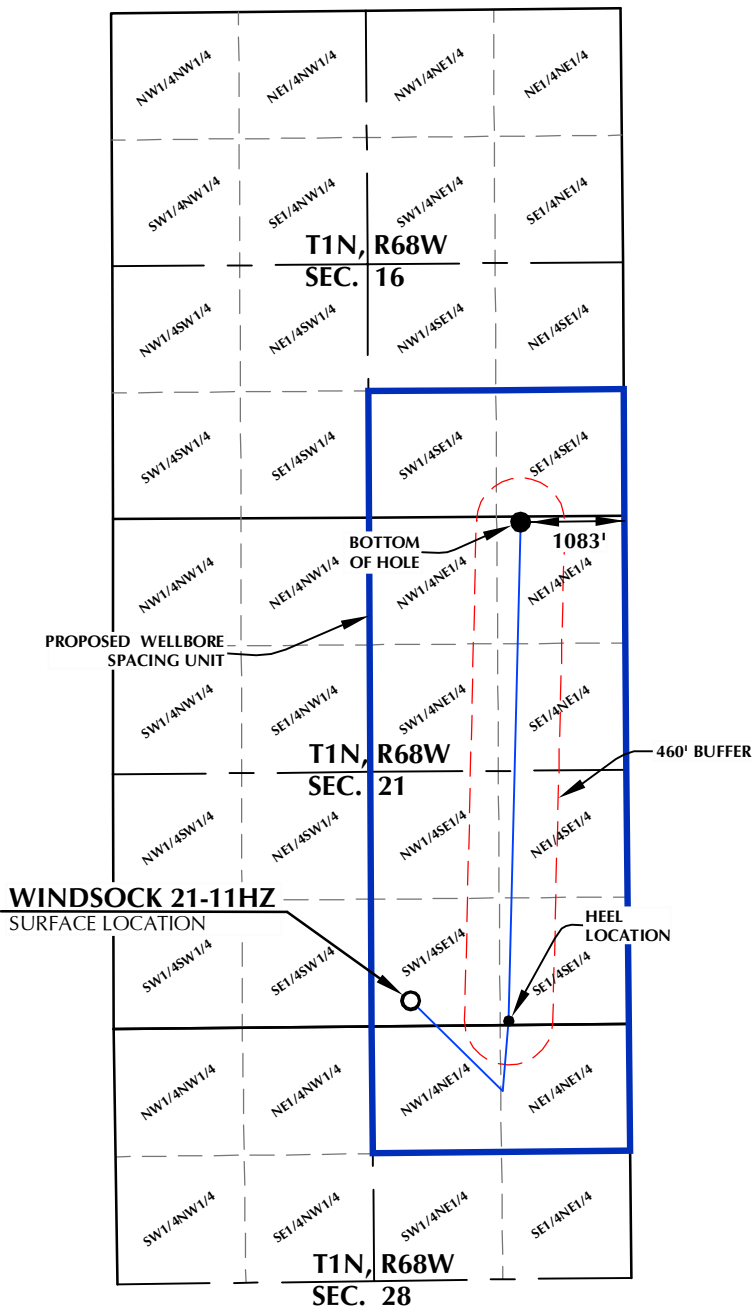 NW1/4NW1/4
NE1/4NW1/4
NW1/4NE1/4
NE1/4NE1/4
SW1/4NW1/4
SE1/4NW1/4
SW1/4NE1/4
SE1/4NE1/4
T1N, R68W
SEC. 16
NW1/4SW1/4
NE1/4SW1/4
NW1/4SE1/4
NE1/4SE1/4
SW1/4SW1/4
SE1/4SW1/4
SW1/4SE1/4
SE1/4SE1/4
BOTTOM
OF HOLE
1083'
NW1/4NW1/4
NE1/4NW1/4
NW1/4NE1/4
NE1/4NE1/4
PROPOSED WELLBORE
SPACING UNIT
SW1/4NW1/4
SE1/4NW1/4
SW1/4NE1/4
SE1/4NE1/4
T1N, R68W
SEC. 21
460' BUFFER
NW1/4SW1/4
NE1/4SW1/4
NW1/4SE1/4
NE1/4SE1/4
WINDSOCK 21-11HZ
SURFACE LOCATION
HEEL
LOCATION
SW1/4SW1/4
SE1/4SW1/4
SW1/4SE1/4
SE1/4SE1/4
NW1/4NW1/4
NE1/4NW1/4
NW1/4NE1/4
NE1/4NE1/4
SW1/4NW1/4
SE1/4NW1/4
SW1/4NE1/4
SE1/4NE1/4
T1N, R68W
SEC. 28